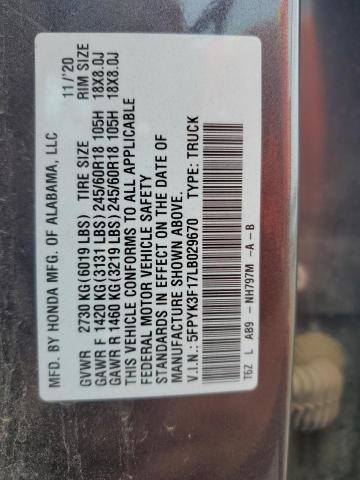 MFD. BY HONDA MFG. OF ALABAMA, LLC 11/'20
GVWR 2730 KG(6019 LBS) TIRE SIZE RIM SIZE
GAWR F 1420 KG(3131 LBS) 245/60R18 105H 18X8.0J
GAWR R 1460 KG(3219 LBS) 245/60R18 105H 18X8.0J
THIS VEHICLE CONFORMS TO ALL APPLICABLE
FEDERAL MOTOR VEHICLE SAFETY
STANDARDS IN EFFECT ON THE DATE OF
MANUFACTURE SHOWN ABOVE.
V.I.N.: 5FPYK3F17LB029670 TYPE: TRUCK
T6Z L AB9 -NH797M -A -B